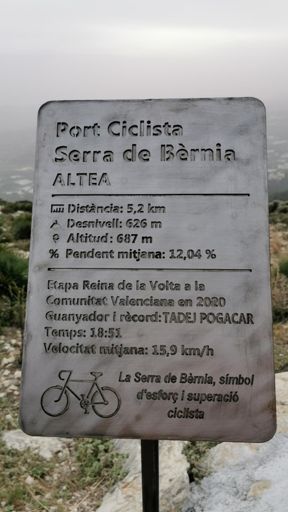 Port Ciclista
Serra de Bèrnia
ALTEA
Distància: 5,2 km
Desnivell: 626 m
Altitud: 687 m
% Pendent mitjana: 12,04 %
Etapa Reina de la Volta a la
Comunitat Valenciana en 2020
Guanyador i rècord: TADEJ POGACAR
Temps: 18:51
Velocitat mitjana: 15,9 km/h
La Serra de Bèrnia, símbol
d'esforç i superació
ciclista